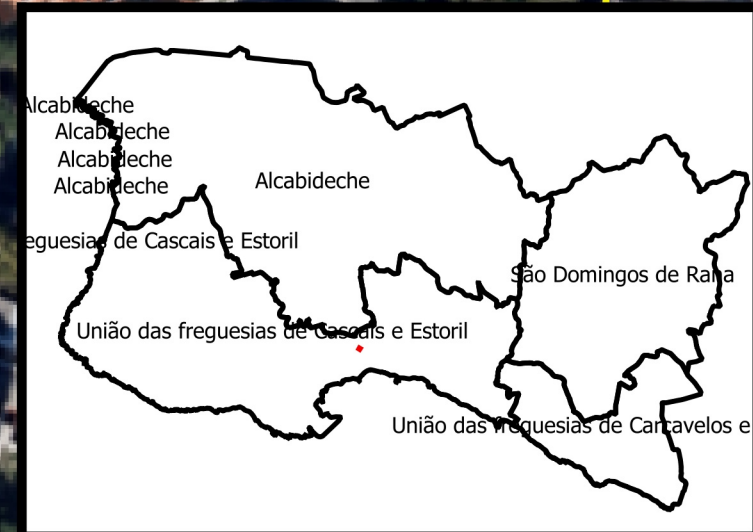 Alcabideche
Alcabideche
Alcabideche
Alcabideche
Alcabideche
eguesias de Cascais e Estoril
São Domingos de Rana
União das freguesias de Cascais e Estoril
União das freguesias de Carcavelos e